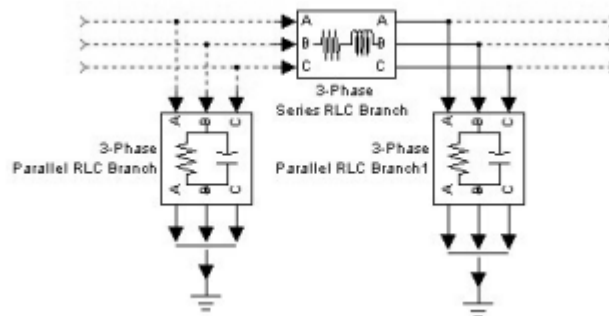 A A
B B
C C
3-Phase
Series RLC Branch
A B C
3-Phase
Parallel RLC Branch
A B C
A B C
3-Phase
Parallel RLC Branch1
A B C